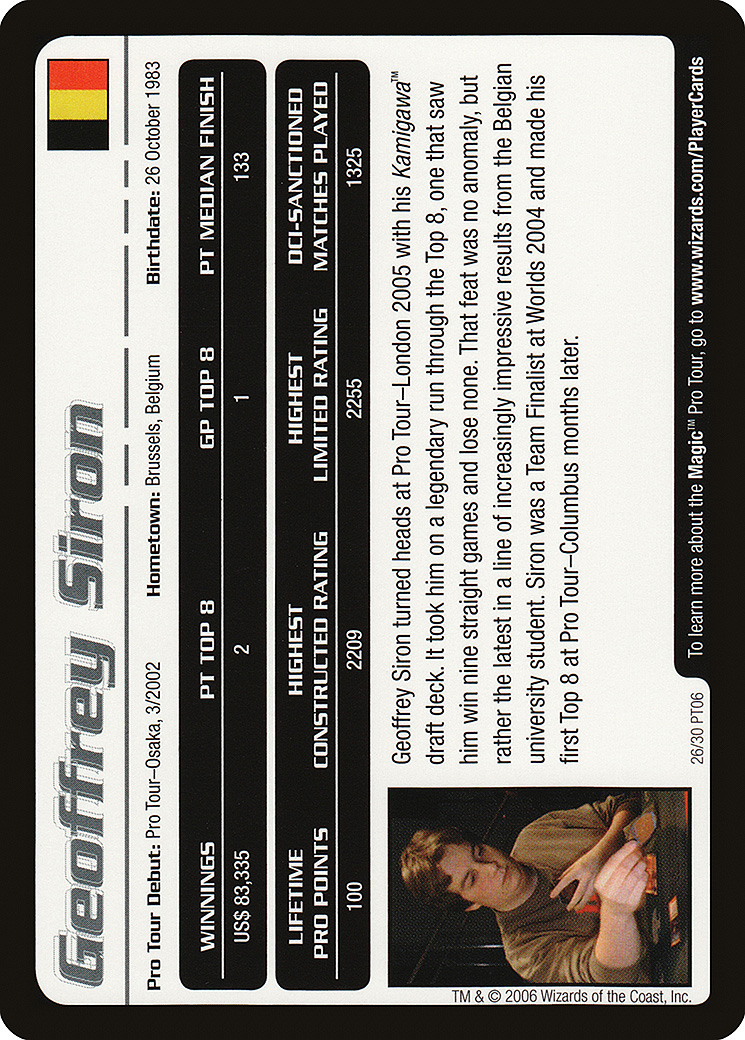 Geoffrey Siron
Pro Tour Debut: Pro Tour–Osaka, 3/2002 Hometown: Brussels, Belgium Birthdate: 26 October 1983
WINNINGS PT TOP 8 GP TOP 8 PT MEDIAN FINISH
US$ 83,335 2 1 133
LIFETIME HIGHEST HIGHEST DCI-SANCTIONED
PRO POINTS CONSTRUCTED RATING LIMITED RATING MATCHES PLAYED
100 2209 2255 1325
Geoffrey Siron turned heads at Pro Tour–London 2005 with his Kamigawa™
draft deck. It took him on a legendary run through the Top 8, one that saw
him win nine straight games and lose none. That feat was no anomaly, but
rather the latest in a line of increasingly impressive results from the Belgian
university student. Siron was a Team Finalist at Worlds 2004 and made his
first Top 8 at Pro Tour–Columbus months later.
TM & © 2006 Wizards of the Coast, Inc.
26/30 PT06
To learn more about the Magic™ Pro Tour, go to www.wizards.com/PlayerCards